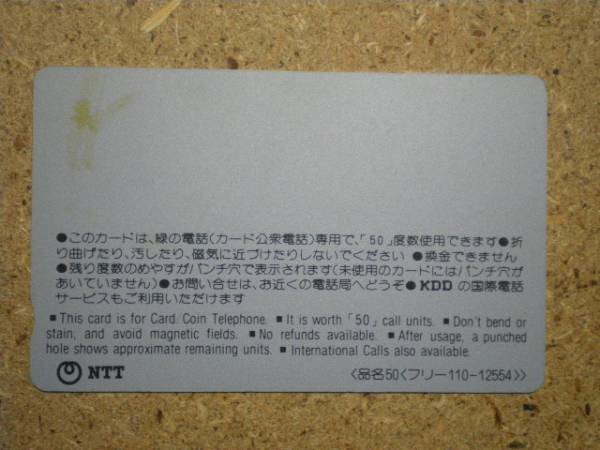 ●このカードは、緑の電話(カード公衆電話)専用で、「50」度数使用できます●折
り曲げたり、汚したり、磁気に近づけたりしないでください ●換金できません
●残り度数のめやすがパンチ穴で表示されます(未使用のカードにはパンチ穴が
あいていません)●お問い合せは、お近くの電話局へどうぞ● KDD の国際電話
サービスもご利用いただけます
■ This card is for Card/Coin Telephone. ■ It is worth「50」call units. ■ Don't bend or
stain, and avoid magnetic fields. ■ No refunds available. ■ After usage, a punched
hole shows approximate remaining units. ■ International Calls also available.
NTT 〈品名50〈フリー110-12554〉〉